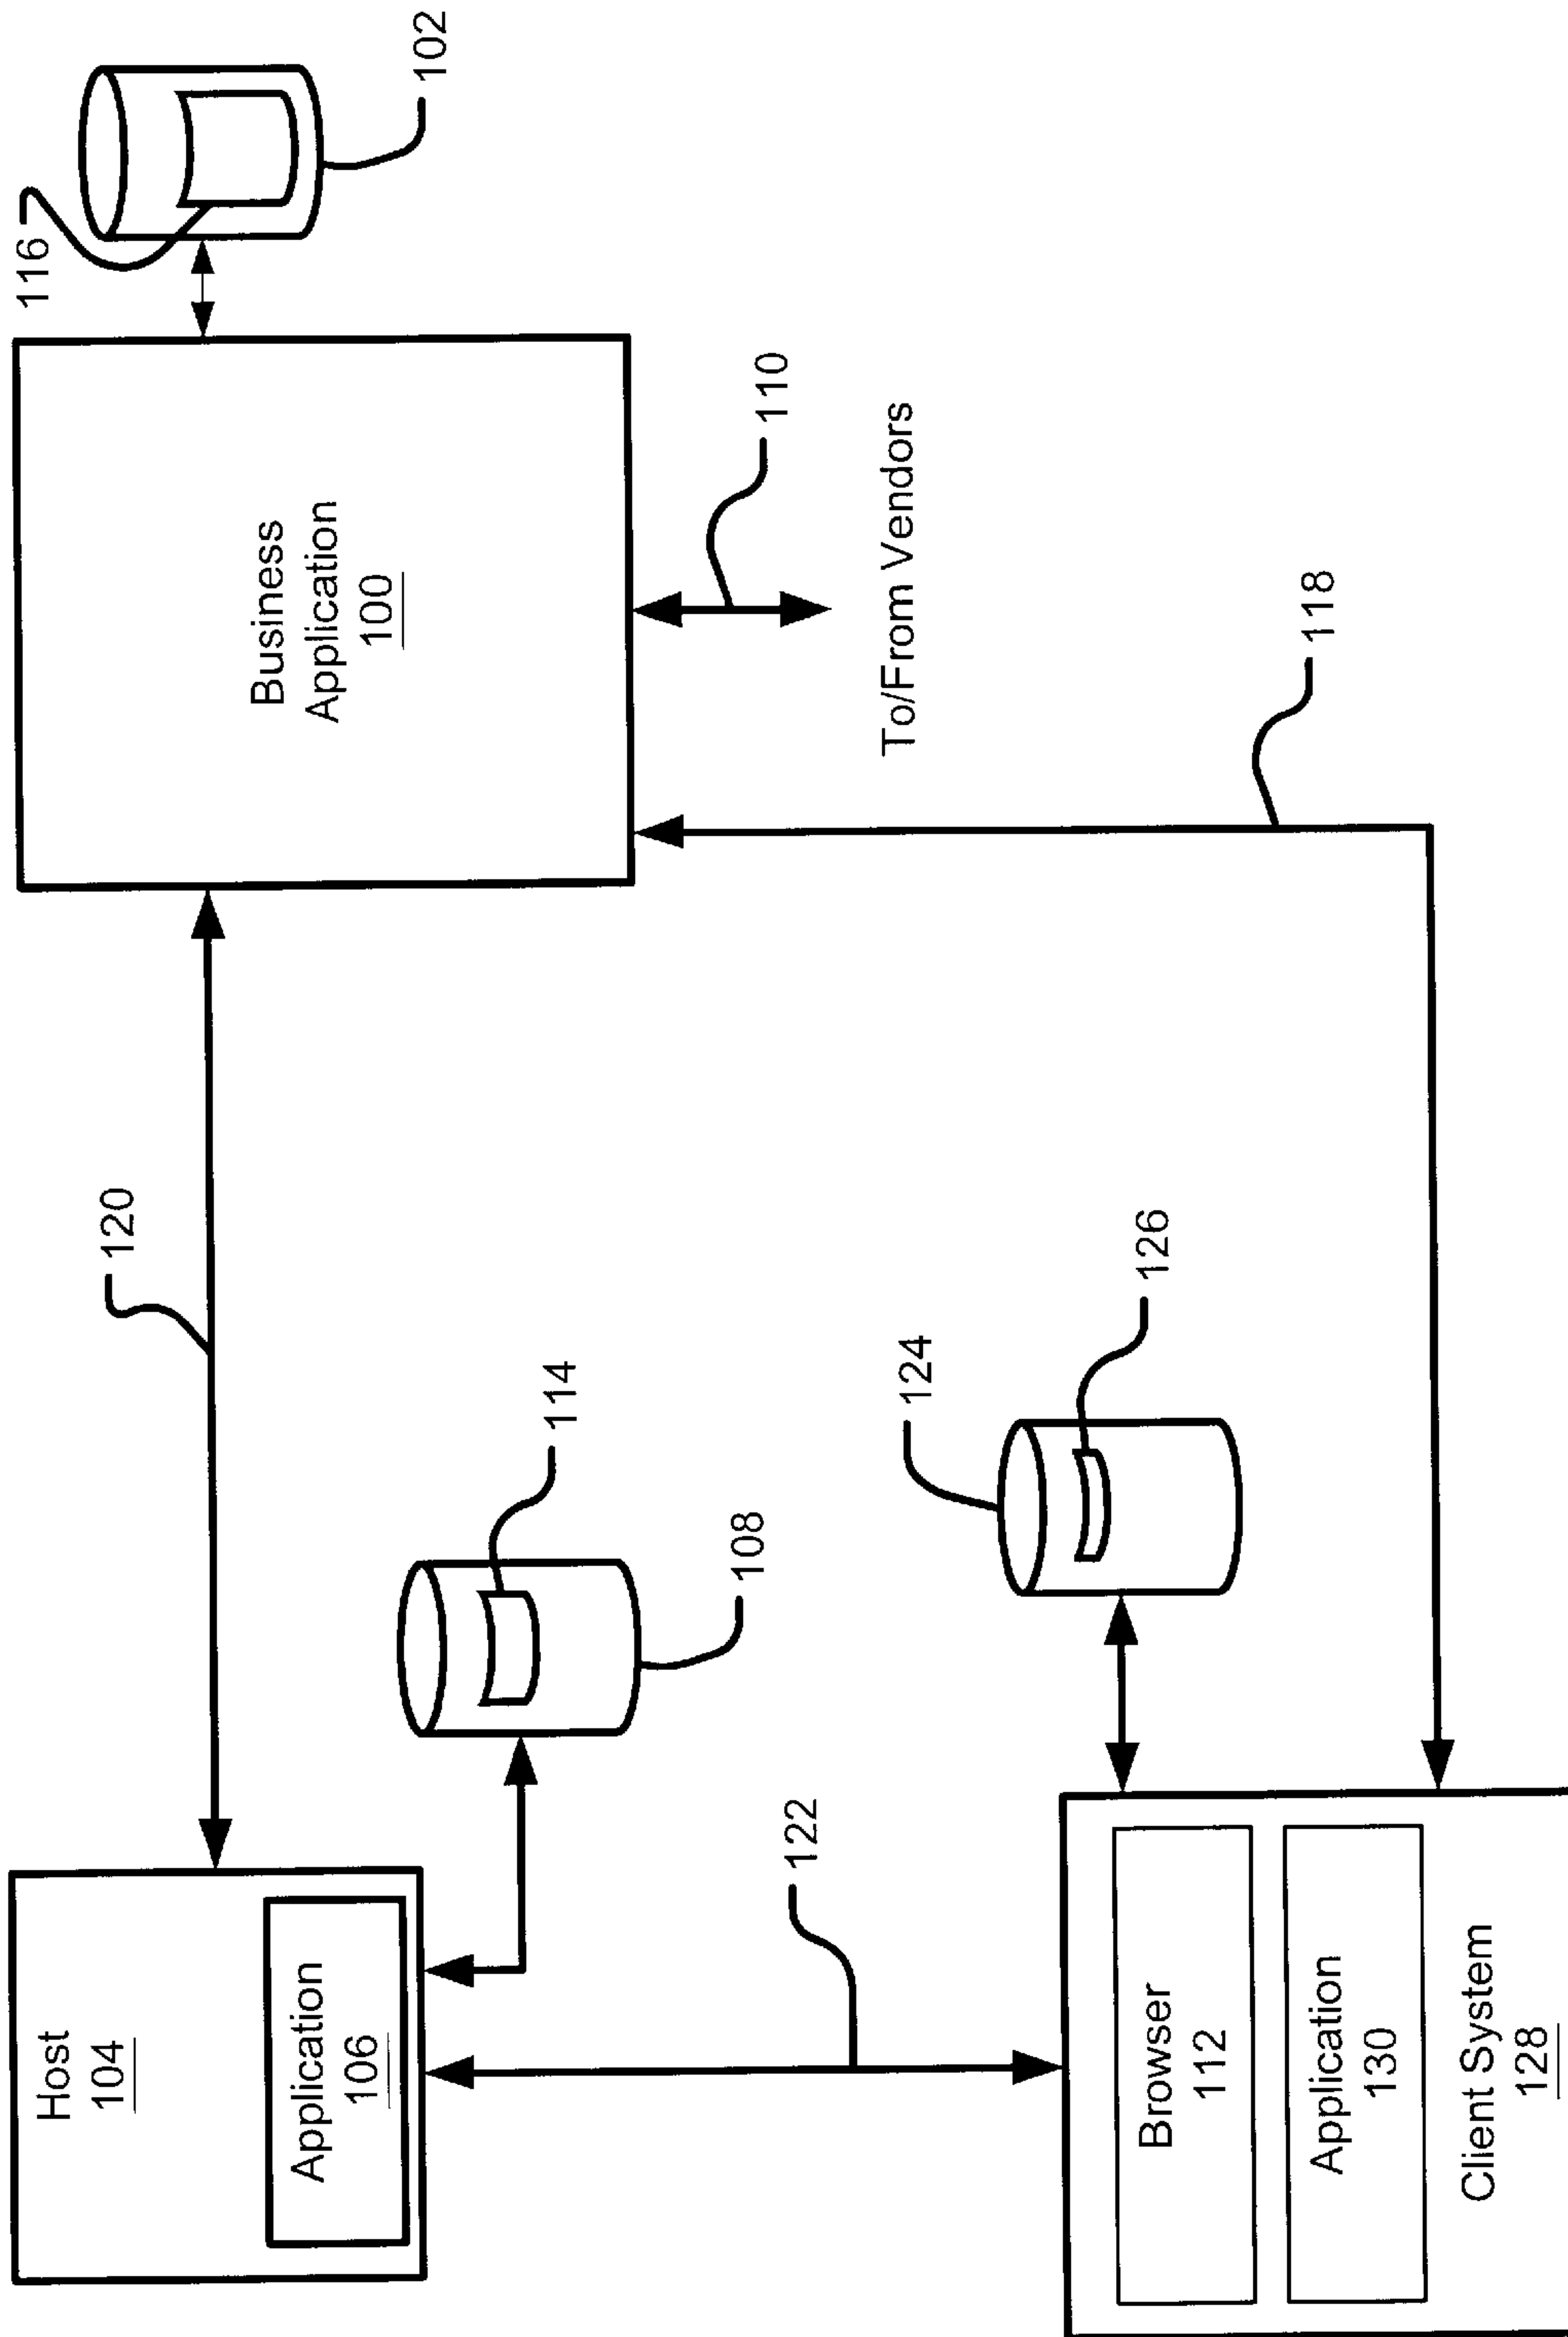 Host
104
Application
106
120
Business
Application
100
116
102
114
108
110
To/From Vendors
122
124
126
118
Browser
112
Application
130
Client System
128